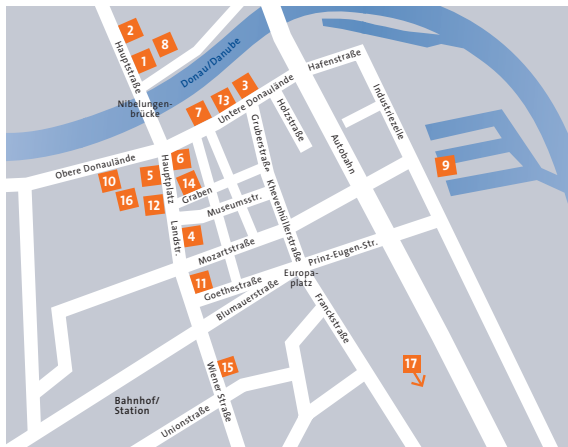 2
8
1
Hauptstraße
Donau/Danube
Nibelungen-
brücke
7
13
3
Untere Donaulände
Hafenstraße
Holzstraße
Industriezeile
Gruberstraße
Autobahn
9
Obere Donaulände
Hauptplatz
6
5
10
14
16
12
Graben
Museumsstr.
Khevenhüllerstraße
4
Landstr.
Mozartstraße
Prinz-Eugen-Str.
11
Goethestraße
Europa-
platz
Blumauerstraße
Franckstraße
15
17
Wiener Straße
Bahnhof/
Station
Unionstraße